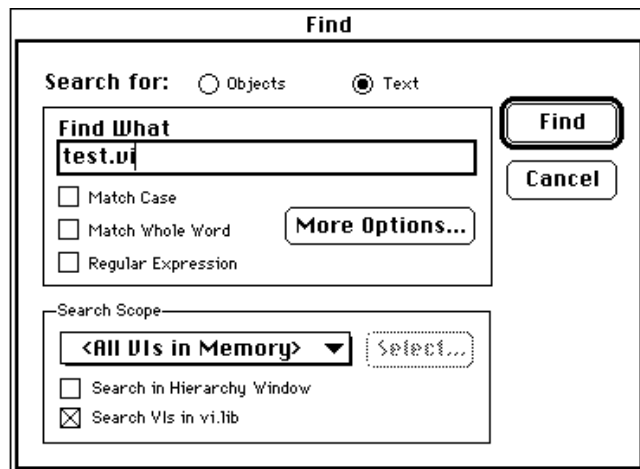 Find
Search for: Objects Text
Find What
test.vi
Find
Cancel
Match Case
Match Whole Word
Regular Expression
More Options...
Search Scope
<All VIs in Memory>
Select...
Search in Hierarchy Window
Search VIs in vi.lib